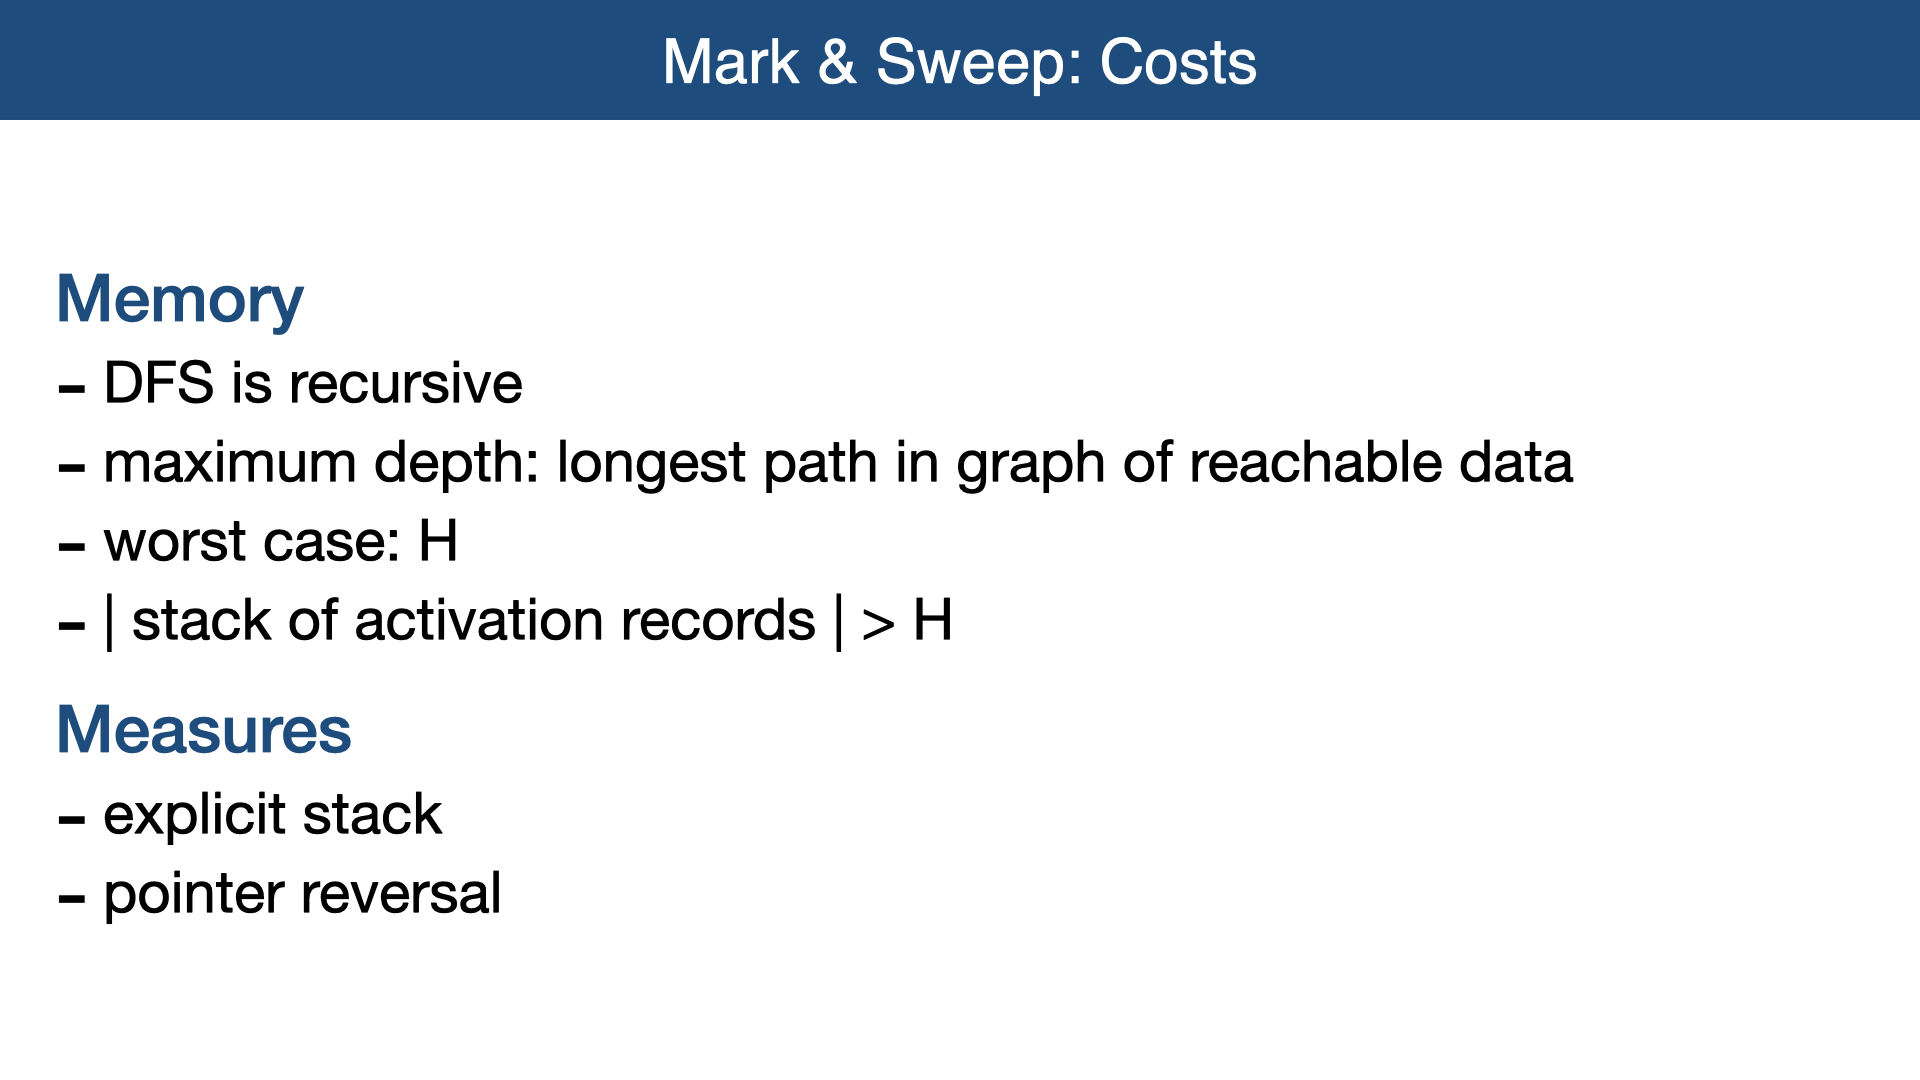 Mark & Sweep: Costs
Memory
- DFS is recursive
- maximum depth: longest path in graph of reachable data
- worst case: H
- | stack of activation records | > H
Measures
- explicit stack
- pointer reversal